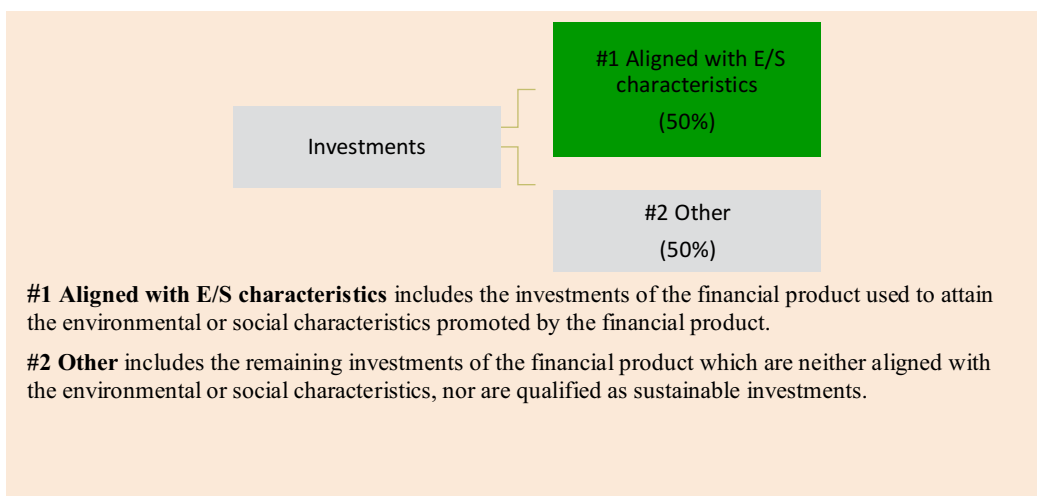 #1 Aligned with E/S
characteristics
(50%)
Investments
#2 Other
(50%)
#1 Aligned with E/S characteristics includes the investments of the financial product used to attain
the environmental or social characteristics promoted by the financial product.
#2 Other includes the remaining investments of the financial product which are neither aligned with
the environmental or social characteristics, nor are qualified as sustainable investments.